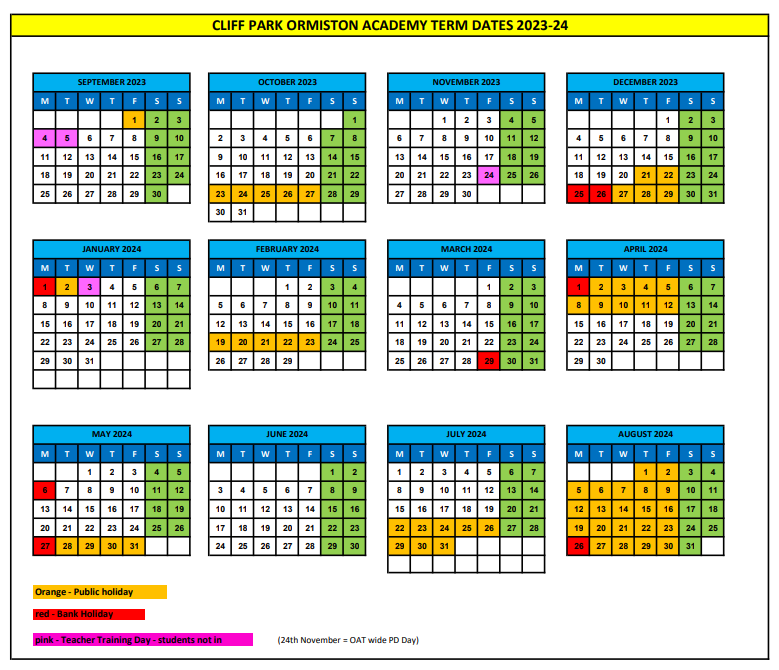 CLIFF PARK ORMISTON ACADEMY TERM DATES 2023-24
SEPTEMBER 2023
M T W T F S S
1 2 3
4 5 6 7 8 9 10
11 12 13 14 15 16 17
18 19 20 21 22 23 24
25 26 27 28 29 30
OCTOBER 2023
M T W T F S S
1
2 3 4 5 6 7 8
9 10 11 12 13 14 15
16 17 18 19 20 21 22
23 24 25 26 27 28 29
30 31
NOVEMBER 2023
M T W T F S S
1 2 3 4 5
6 7 8 9 10 11 12
13 14 15 16 17 18 19
20 21 22 23 24 25 26
27 28 29 30
DECEMBER 2023
M T W T F S S
1 2 3
4 5 6 7 8 9 10
11 12 13 14 15 16 17
18 19 20 21 22 23 24
25 26 27 28 29 30 31
JANUARY 2024
M T W T F S S
1 2 3 4 5 6 7
8 9 10 11 12 13 14
15 16 17 18 19 20 21
22 23 24 25 26 27 28
29 30 31
FEBRUARY 2024
M T W T F S S
1 2 3 4
5 6 7 8 9 10 11
12 13 14 15 16 17 18
19 20 21 22 23 24 25
26 27 28 29
MARCH 2024
M T W T F S S
1 2 3
4 5 6 7 8 9 10
11 12 13 14 15 16 17
18 19 20 21 22 23 24
25 26 27 28 29 30 31
APRIL 2024
M T W T F S S
1 2 3 4 5 6 7
8 9 10 11 12 13 14
15 16 17 18 19 20 21
22 23 24 25 26 27 28
29 30
MAY 2024
M T W T F S S
1 2 3 4 5
6 7 8 9 10 11 12
13 14 15 16 17 18 19
20 21 22 23 24 25 26
27 28 29 30 31
JUNE 2024
M T W T F S S
1 2
3 4 5 6 7 8 9
10 11 12 13 14 15 16
17 18 19 20 21 22 23
24 25 26 27 28 29 30
JULY 2024
M T W T F S S
1 2 3 4 5 6 7
8 9 10 11 12 13 14
15 16 17 18 19 20 21
22 23 24 25 26 27 28
29 30 31
AUGUST 2024
M T W T F S S
1 2 3 4
5 6 7 8 9 10 11
12 13 14 15 16 17 18
19 20 21 22 23 24 25
26 27 28 29 30 31
Orange - Public holiday
red - Bank Holiday
pink - Teacher Training Day - students not in (24th November = OAT wide PD Day)